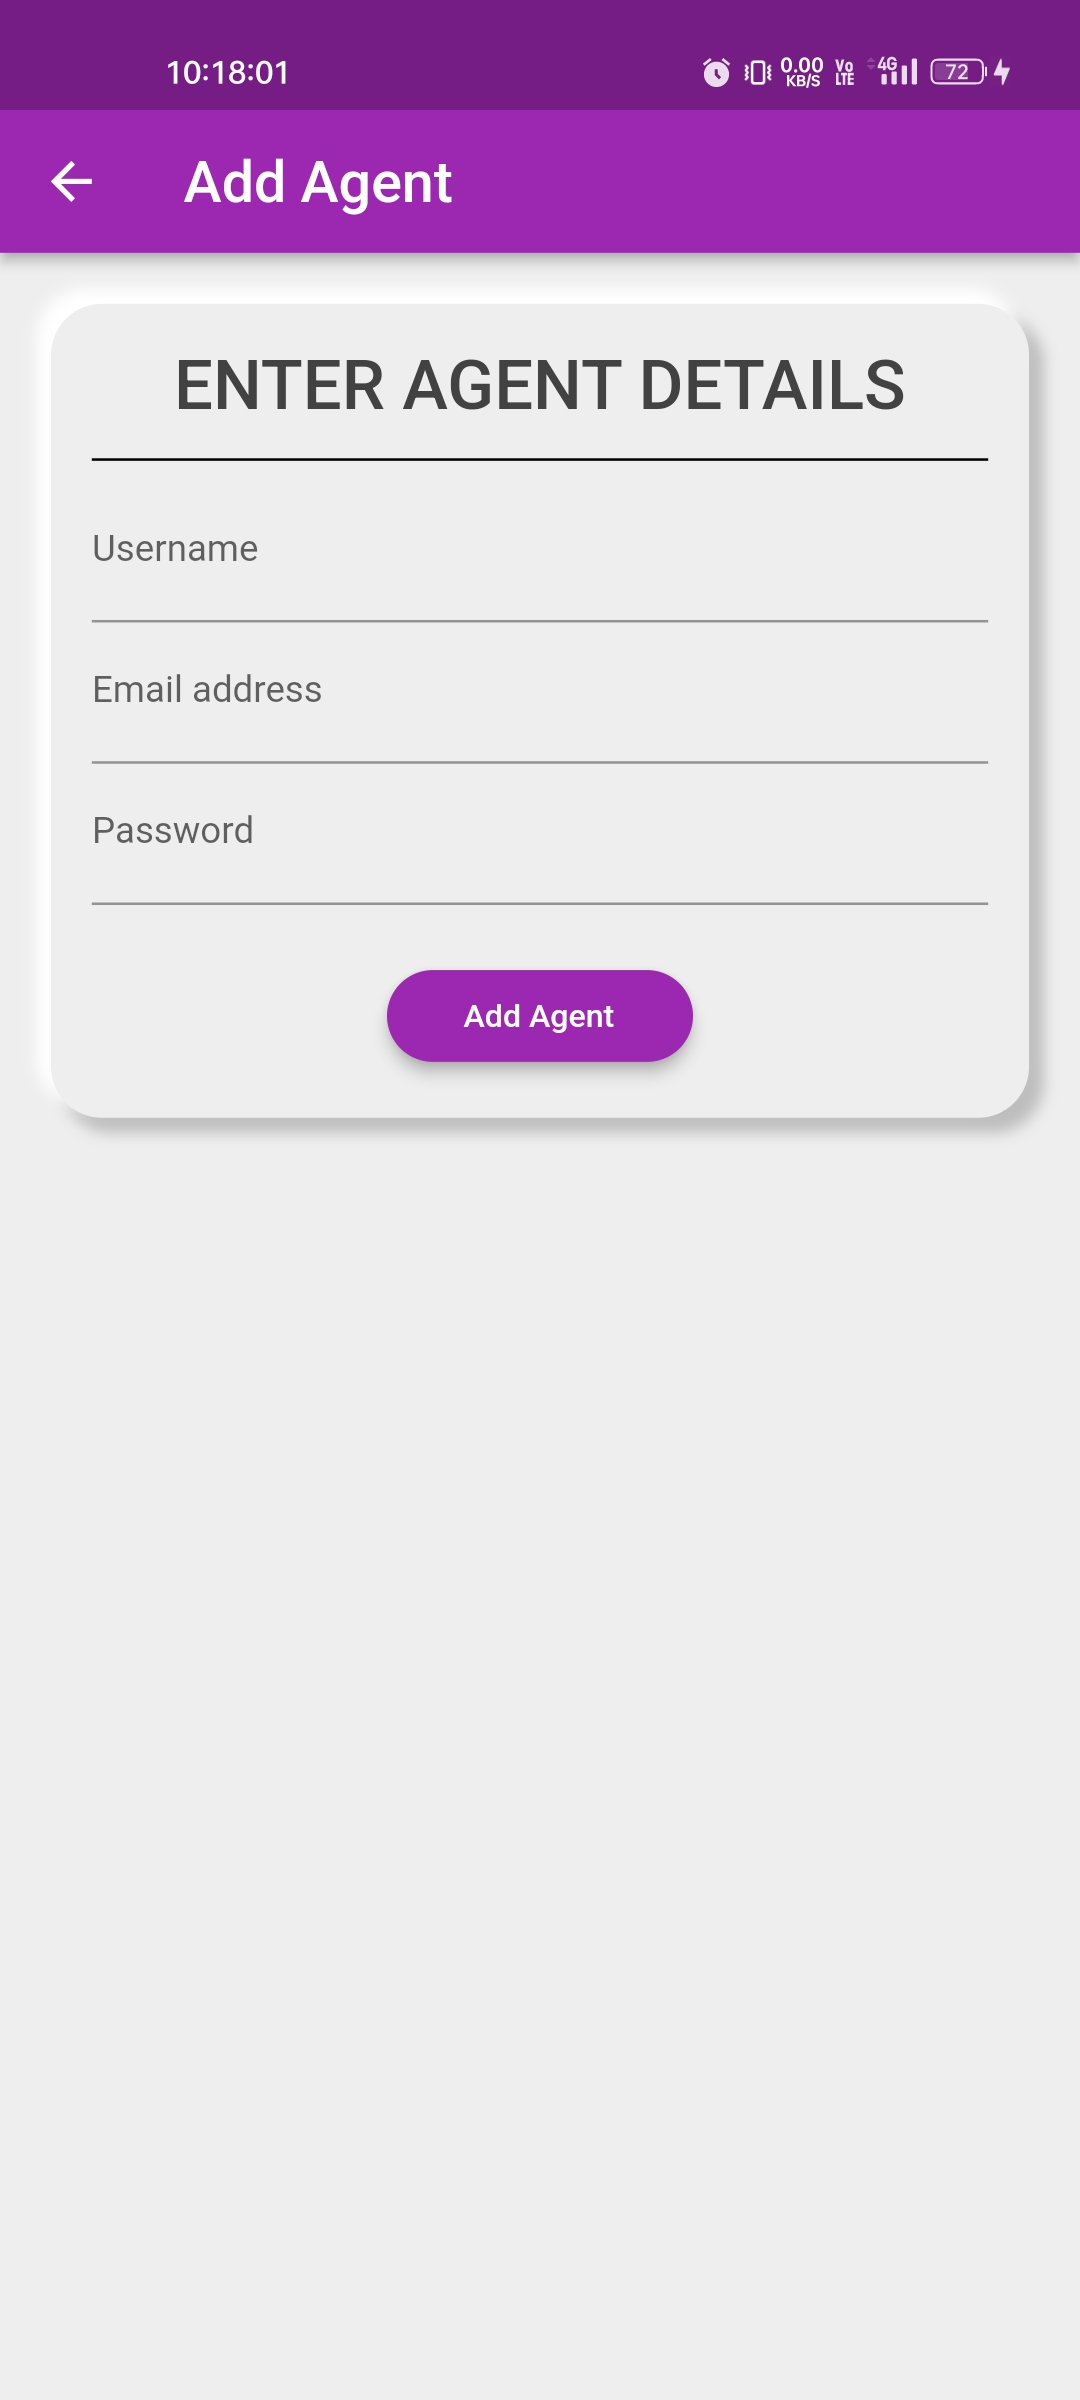 10:18:01 0.00 KB/S Vo LTE 4G 72
Add Agent
ENTER AGENT DETAILS
Username
Email address
Password
Add Agent